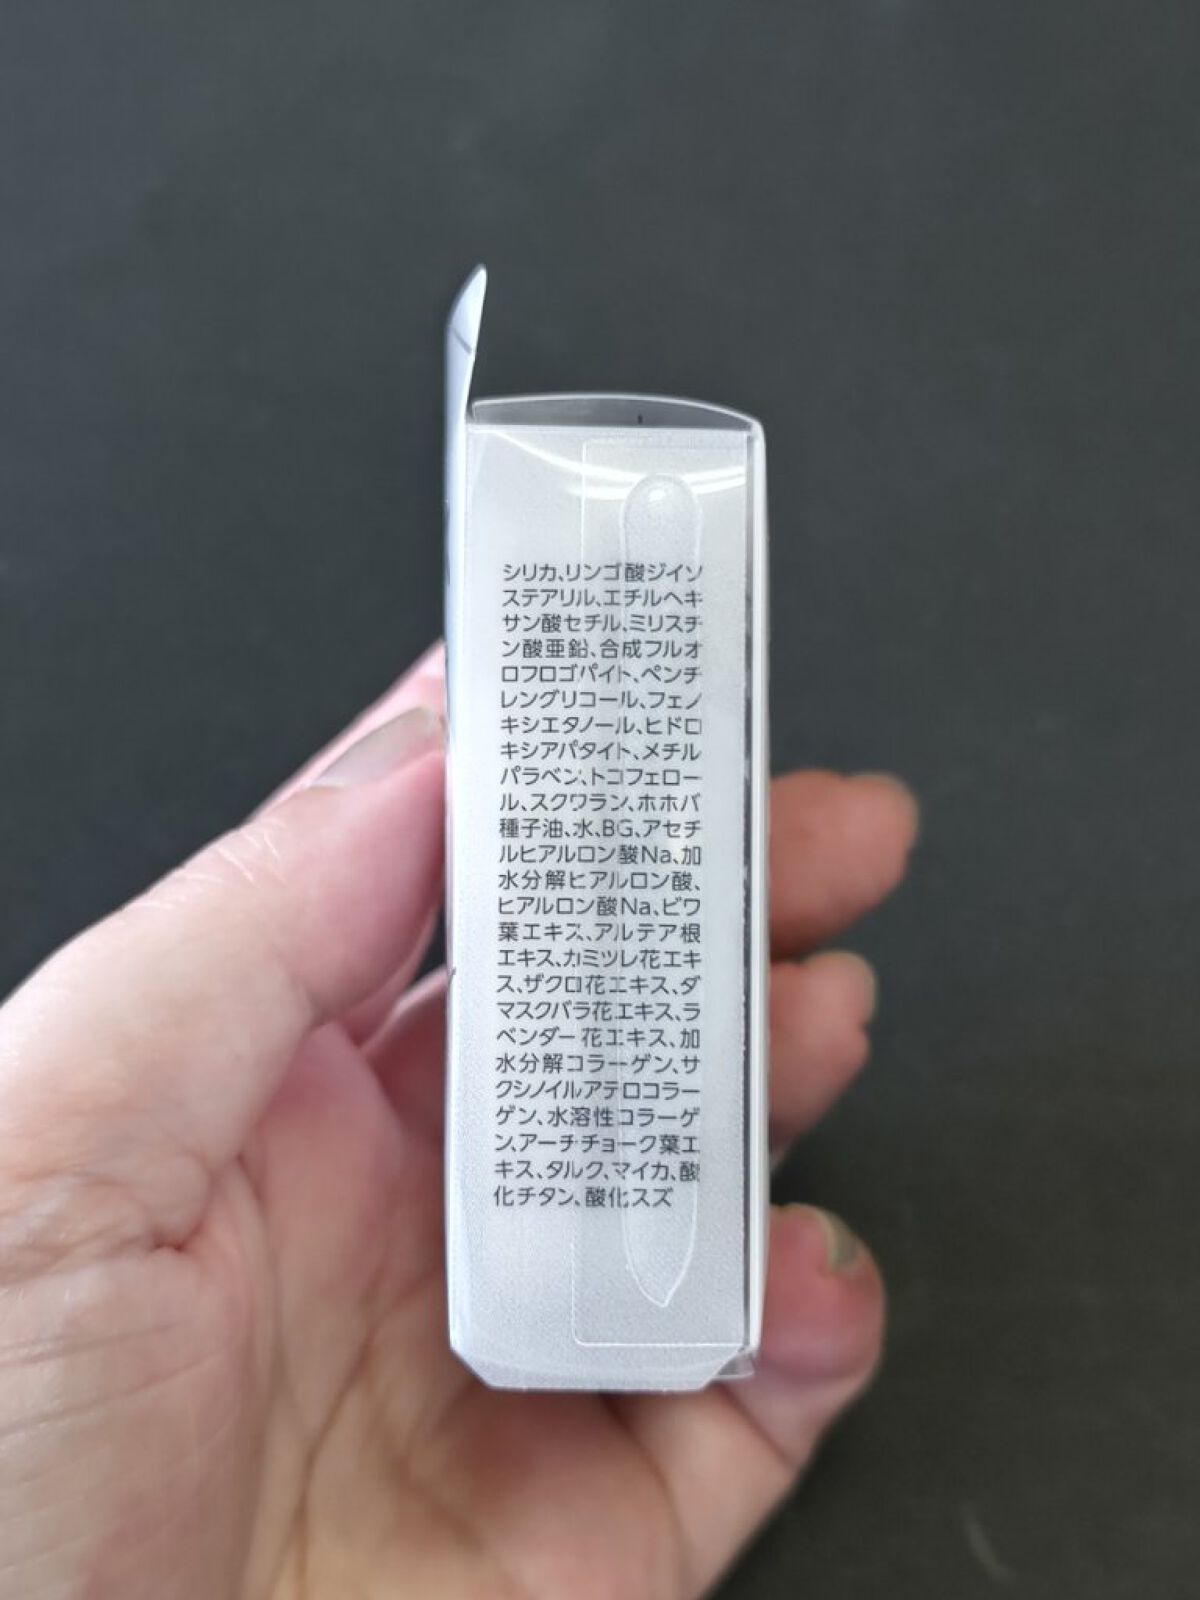 シリカ、リンゴ酸ジイソ
ステアリル、エチルヘキ
サン酸セチル、ミリスチ
ン酸亜鉛、合成フルオ
ロフロゴパイト、ペンチ
レングリコール、フェノ
キシエタノール、ヒドロ
キシアパタイト、メチル
パラベン、トコフェロー
ル、スクワラン、ホホバ
種子油、水、BG、アセチ
ルヒアルロン酸Na、加
水分解ヒアルロン酸、
ヒアルロン酸Na、ビワ
葉エキス、アルテア根
エキス、カミツレ花エキ
ス、ザクロ花エキス、ダ
マスクバラ花エキス、ラ
ベンダー花エキス、加
水分解コラーゲン、サ
クシノイルアテロコラー
ゲン、水溶性コラーゲ
ン、アーチチョーク葉エ
キス、タルク、マイカ、酸
化チタン、酸化スズ